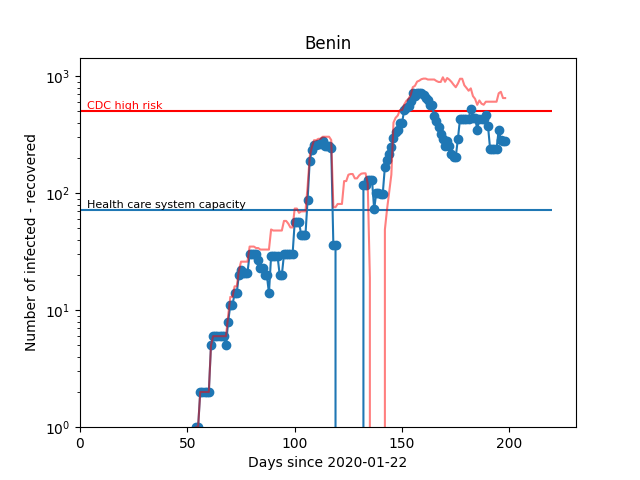 Benin
10³
CDC high risk
10²
Health care system capacity
10¹
10⁰
Number of infected - recovered
0 50 100 150 200
Days since 2020-01-22